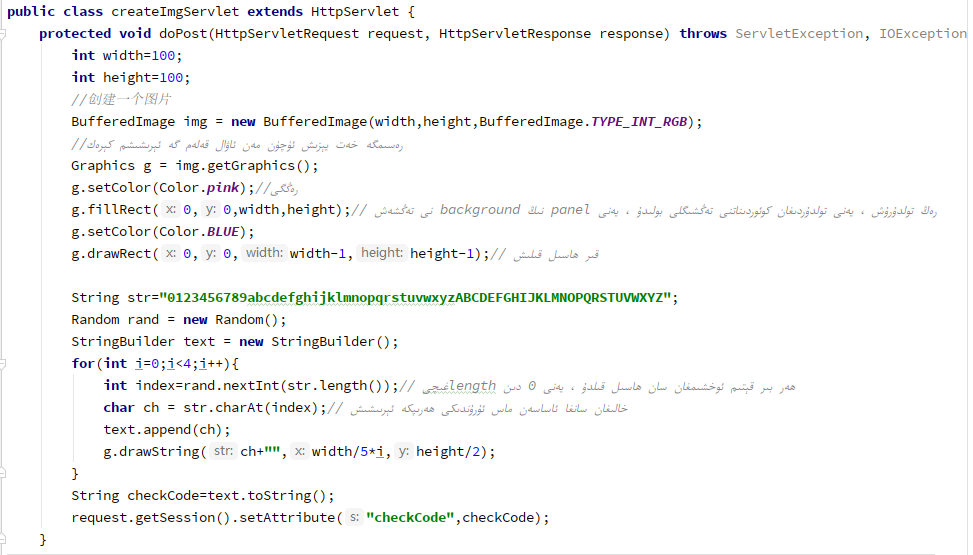 public class createImgServlet extends HttpServlet {
protected void doPost(HttpServletRequest request, HttpServletResponse response) throws ServletException, IOException
int width=100;
int height=100;
//创建一个图片
BufferedImage img = new BufferedImage(width,height,BufferedImage.TYPE_INT_RGB);
//رەسىمگە خەت يېزىش ئۈچۈن مەن ئاۋال قەلەم گە ئېرىشىشىم كېرەك
Graphics g = img.getGraphics();
g.setColor(Color.pink);//رەڭگى
g.fillRect( x: 0, y: 0,width,height);// رەڭ تولدۇرۇش ، يەنى تولدۇرىدىغان كوئوردىناتنى تەڭشىگلى بولىدۇ ، يەنى panel نىڭ background نى تەڭشەش
g.setColor(Color.BLUE);
g.drawRect( x: 0, y: 0, width: width-1, height: height-1);// قىر ھاسىل قىلىش
String str="0123456789abcdefghijklmnopqrstuvwxyzABCDEFGHIJKLMNOPQRSTUVWXYZ";
Random rand = new Random();
StringBuilder text = new StringBuilder();
for(int i=0;i<4;i++){
int index=rand.nextInt(str.length());// ھەر بىر قېتىم ئوخشىمىغان سان ھاسىل قىلىدۇ ، يەنى 0 دىن lengthغىچى
char ch = str.charAt(index);// خالىغان سانغا ئاساسەن ماس ئۇرۇندىكى ھەرىپكە ئېرىشىش
text.append(ch);
g.drawString( str: ch+"", x: width/5*i, y: height/2);
}
String checkCode=text.toString();
request.getSession().setAttribute( s: "checkCode",checkCode);
}